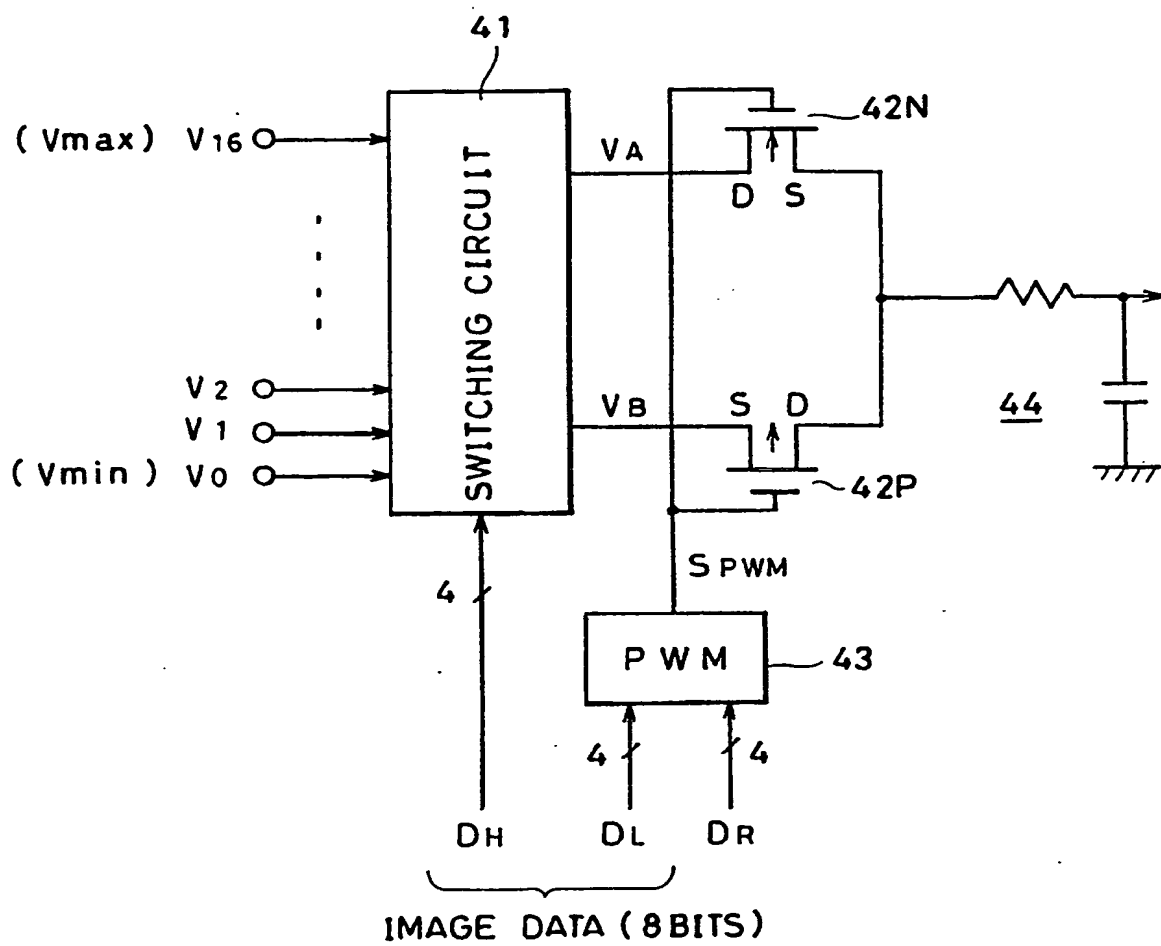 41
(Vmax) V16
VA
42N
D S
SWITCHING CIRCUIT
V2
V1
(Vmin) V0
VB
S D
44
42P
SPWM
4
PWM
43
4
4
DH
DL
DR
IMAGE DATA (8BITS)